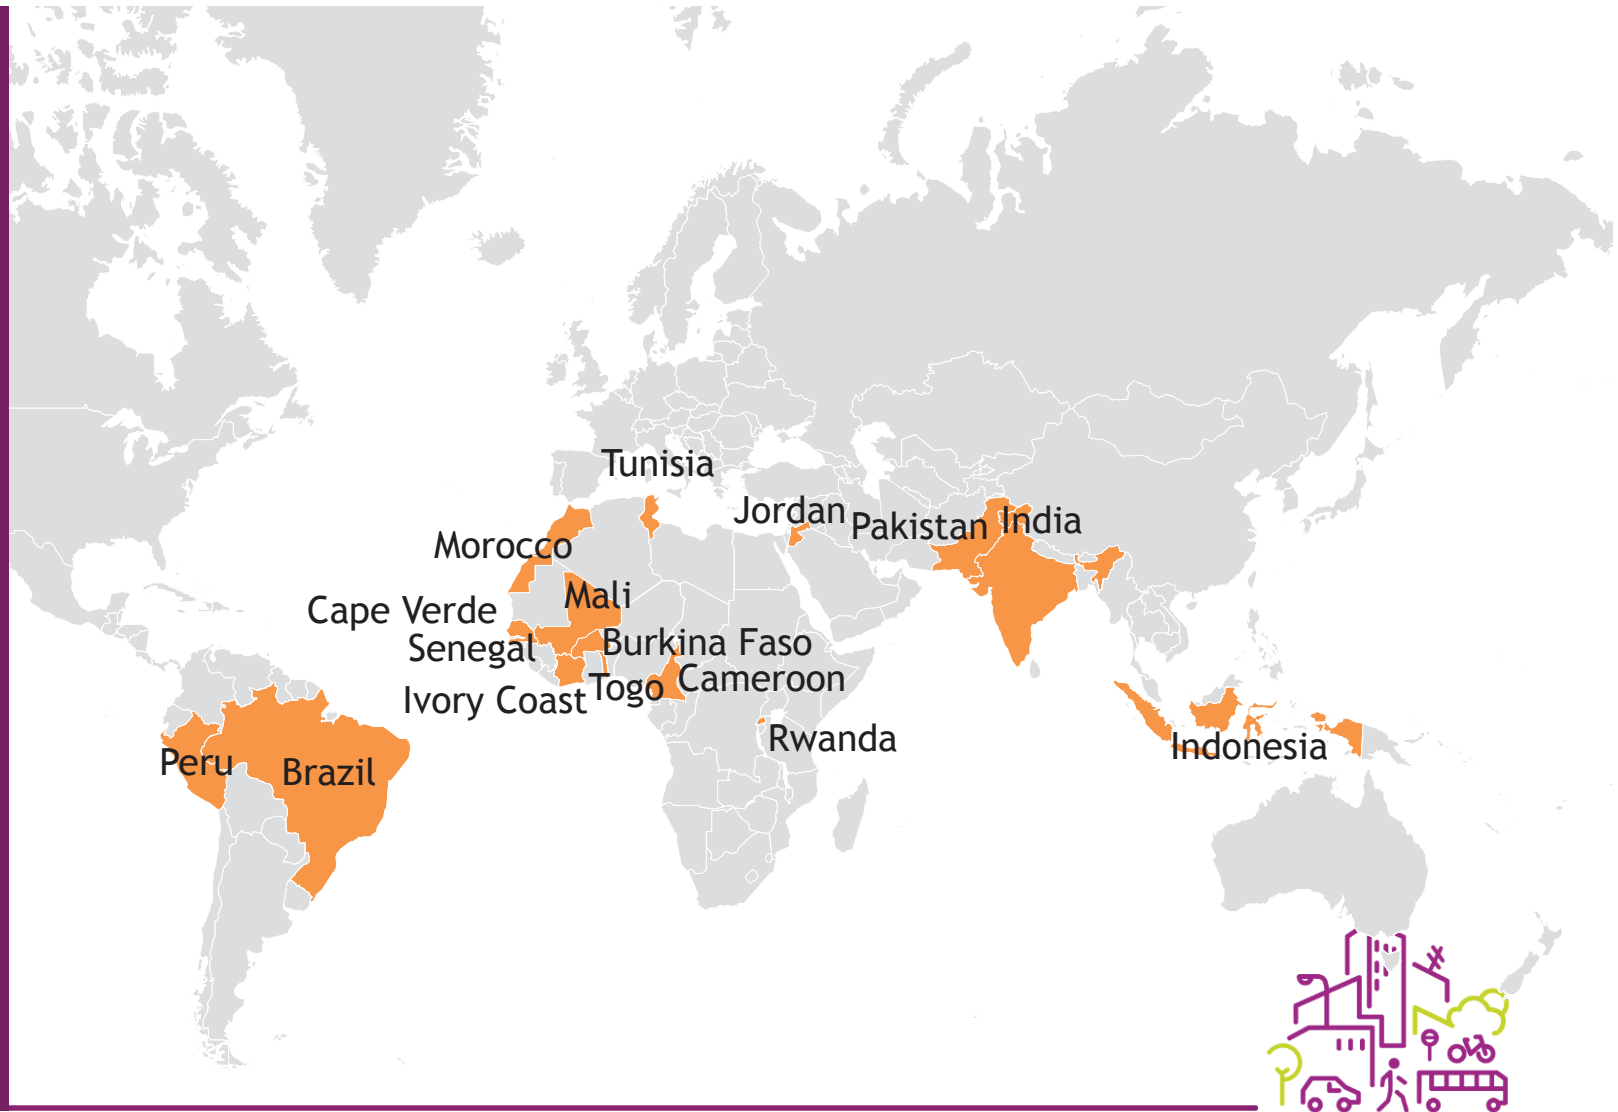 Tunisia
Jordan
Pakistan
India
Morocco
Mali
Cape Verde
Senegal
Burkina Faso
Ivory Coast
Togo
Cameroon
Rwanda
Indonesia
Peru
Brazil